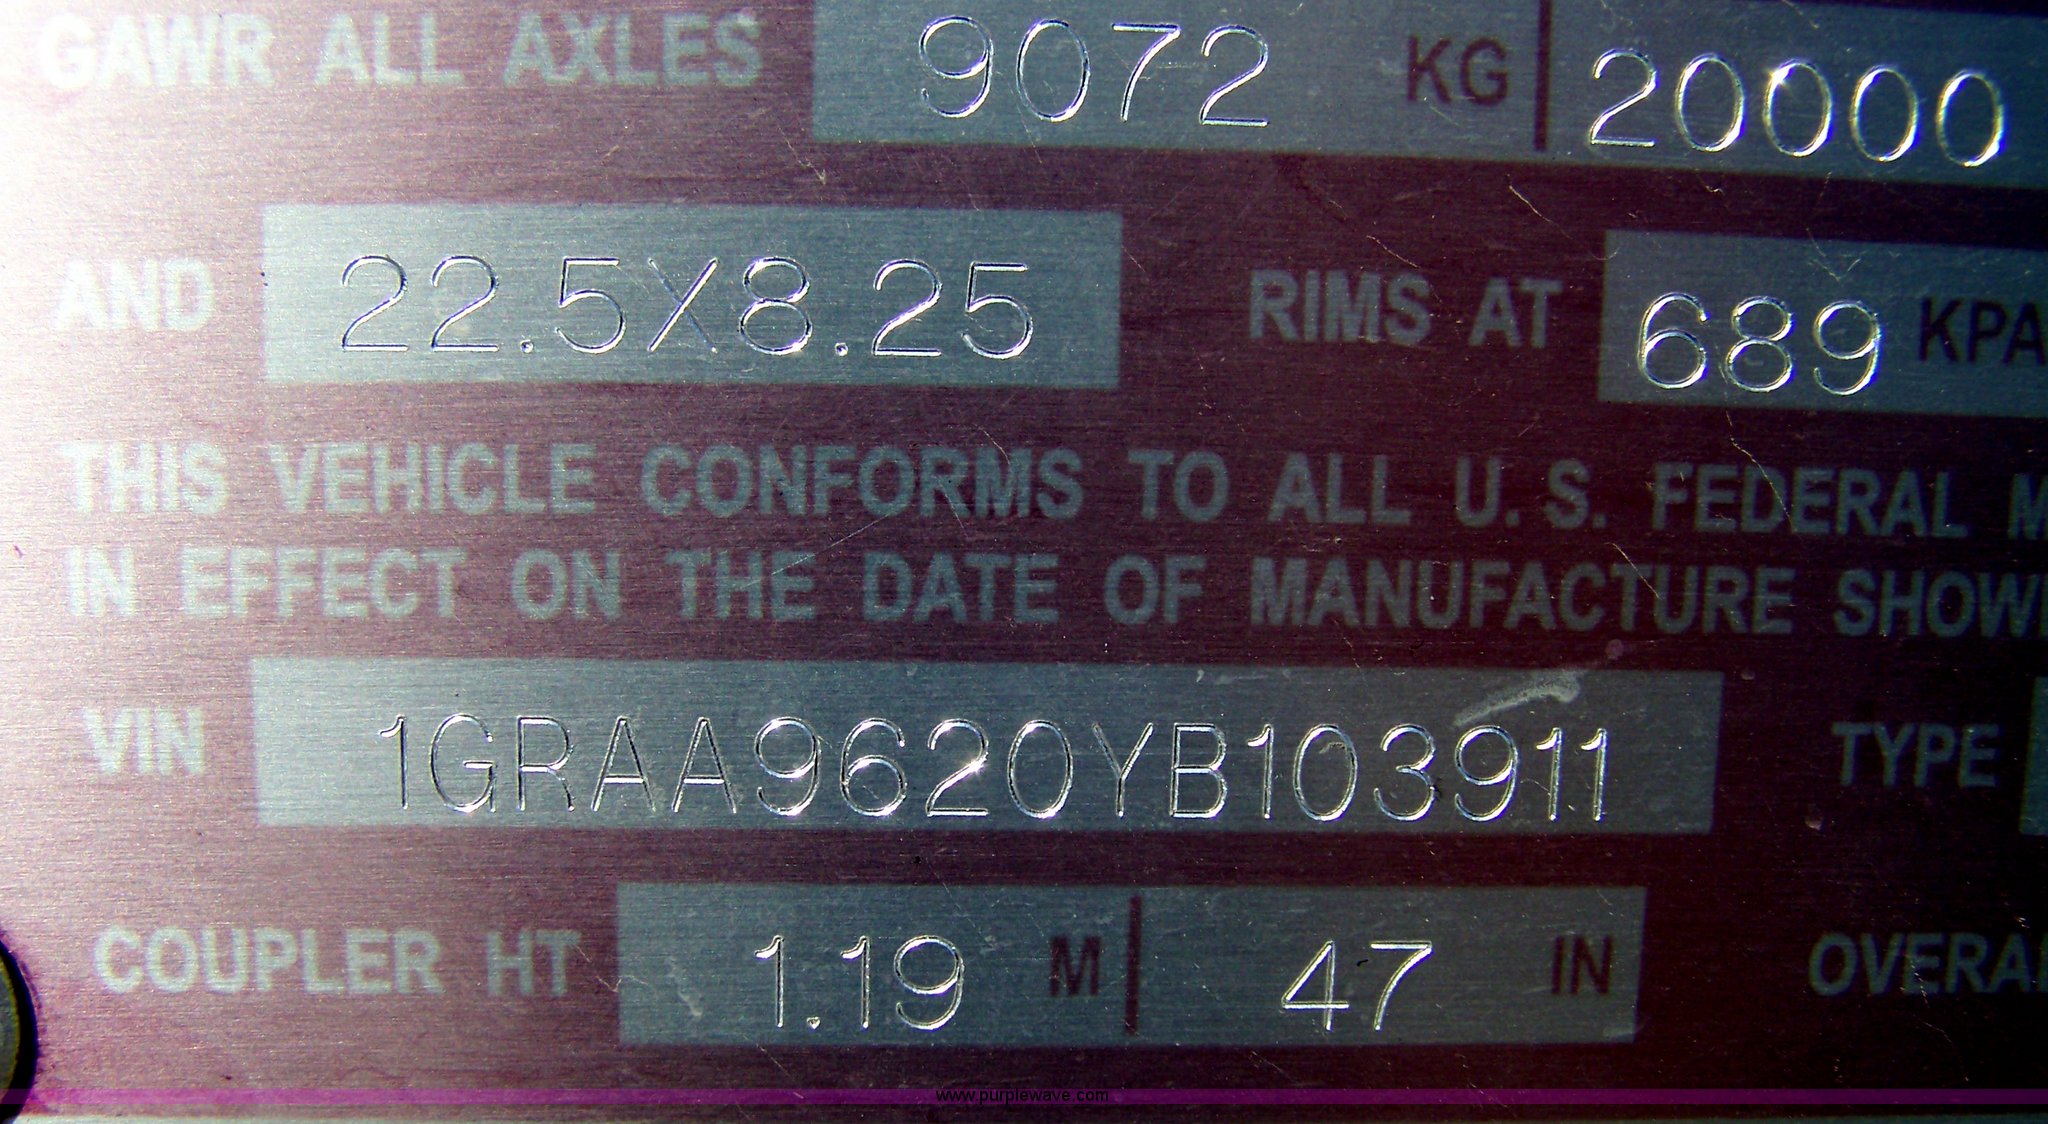 GAWR ALL AXLES 9072 KG 20000
AND 22.5X8.25 RIMS AT 689 KPA
THIS VEHICLE CONFORMS TO ALL U.S. FEDERAL M
IN EFFECT ON THE DATE OF MANUFACTURE SHOW
VIN 1GRAA9620YB103911 TYPE
COUPLER HT 1.19 M 47 IN OVERAL
www.purplewave.com